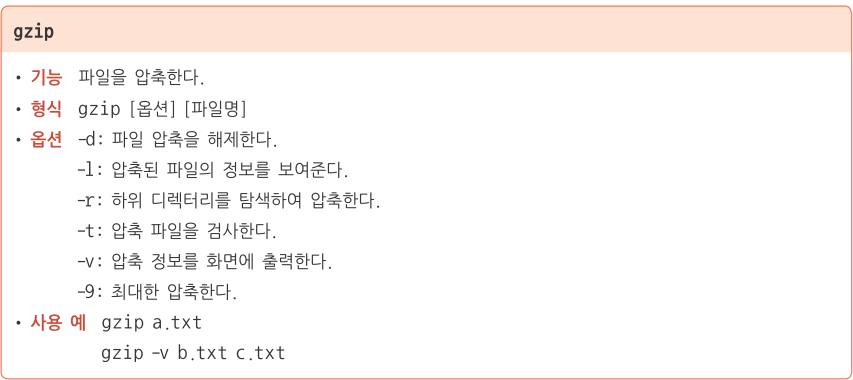 gzip
• 기능 파일을 압축한다.
• 형식 gzip [옵션] [파일명]
• 옵션 -d: 파일 압축을 해제한다.
-l: 압축된 파일의 정보를 보여준다.
-r: 하위 디렉터리를 탐색하여 압축한다.
-t: 압축 파일을 검사한다.
-v: 압축 정보를 화면에 출력한다.
-9: 최대한 압축한다.
• 사용 예 gzip a.txt
gzip -v b.txt c.txt